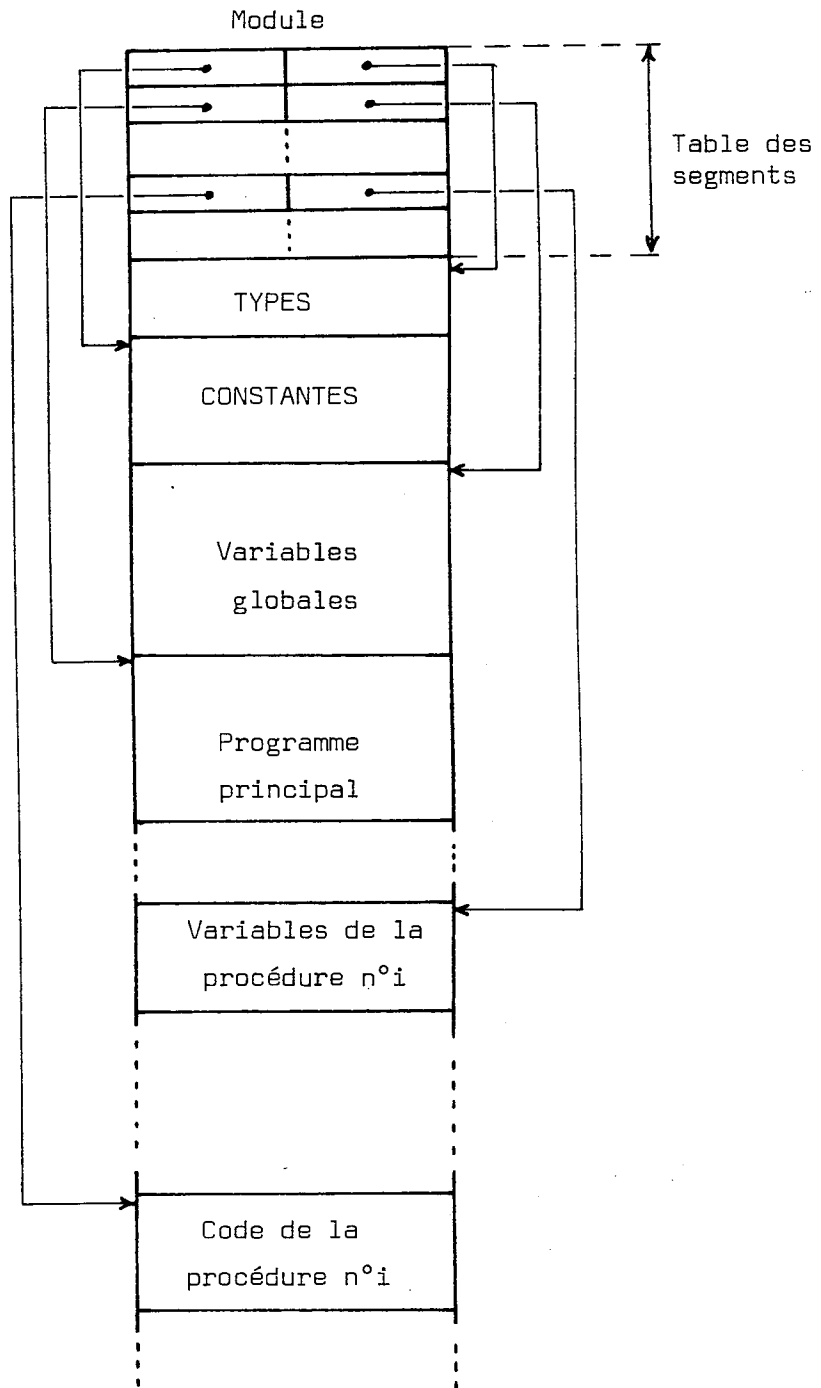 Module
Table des
segments
TYPES
CONSTANTES
Variables
globales
Programme
principal
Variables de la
procédure n°i
Code de la
procédure n°i